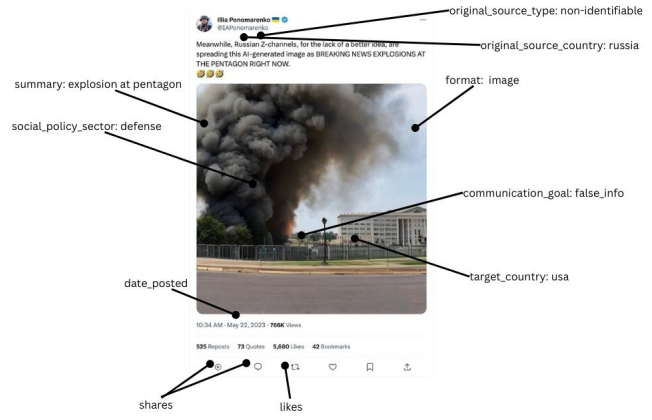 original_source_type: non-identifiable
Illia Ponomarenko
@IAPonomarenko
original_source_country: russia
Meanwhile, Russian Z-channels, for the lack of a better idea, are
spreading this AI-generated image as BREAKING NEWS EXPLOSIONS AT
THE PENTAGON RIGHT NOW.
summary: explosion at pentagon
format: image
social_policy_sector: defense
communication_goal: false_info
target_country: usa
date_posted
10:34 AM · May 22, 2023 · 766K Views
525 Reposts 73 Quotes 5,680 Likes 42 Bookmarks
shares
likes